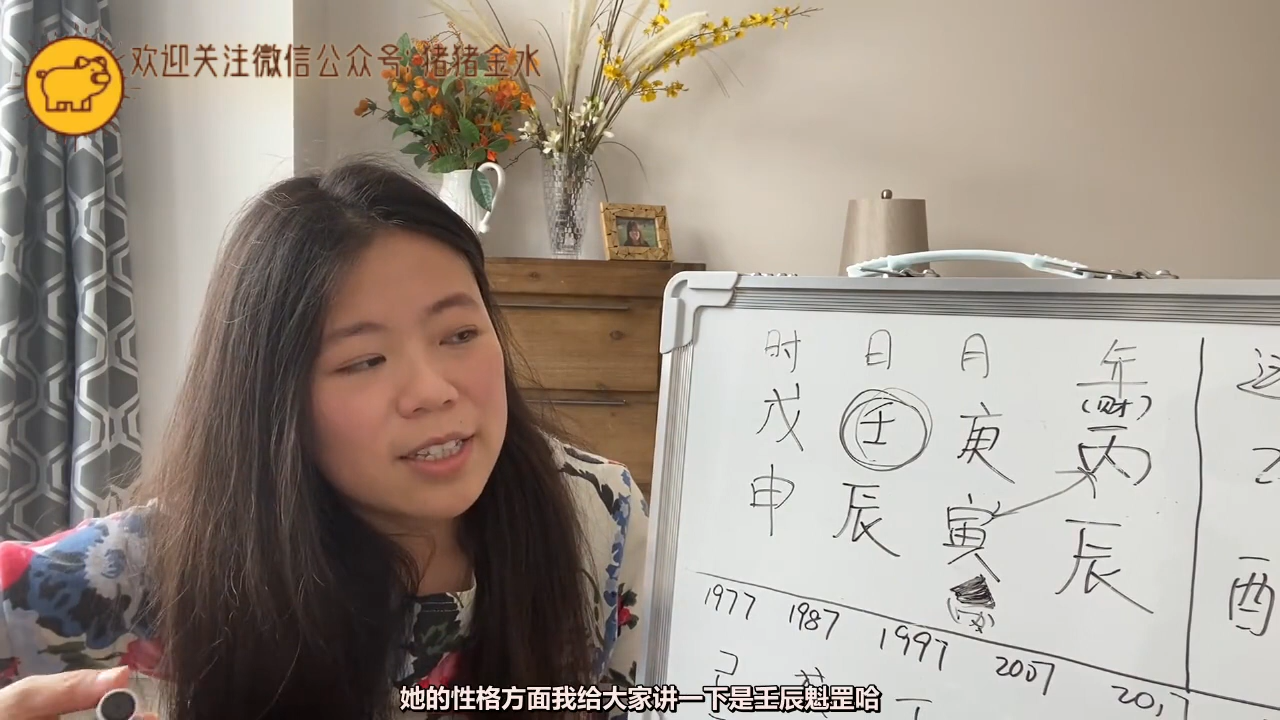 欢迎关注微信公众号:猪猪金水
时 日 月 年
(财)
戊 壬 庚 丙
申 辰 寅 辰
1977 1987 1997 2007
酉
她的性格方面我给大家讲一下是壬辰魁罡哈